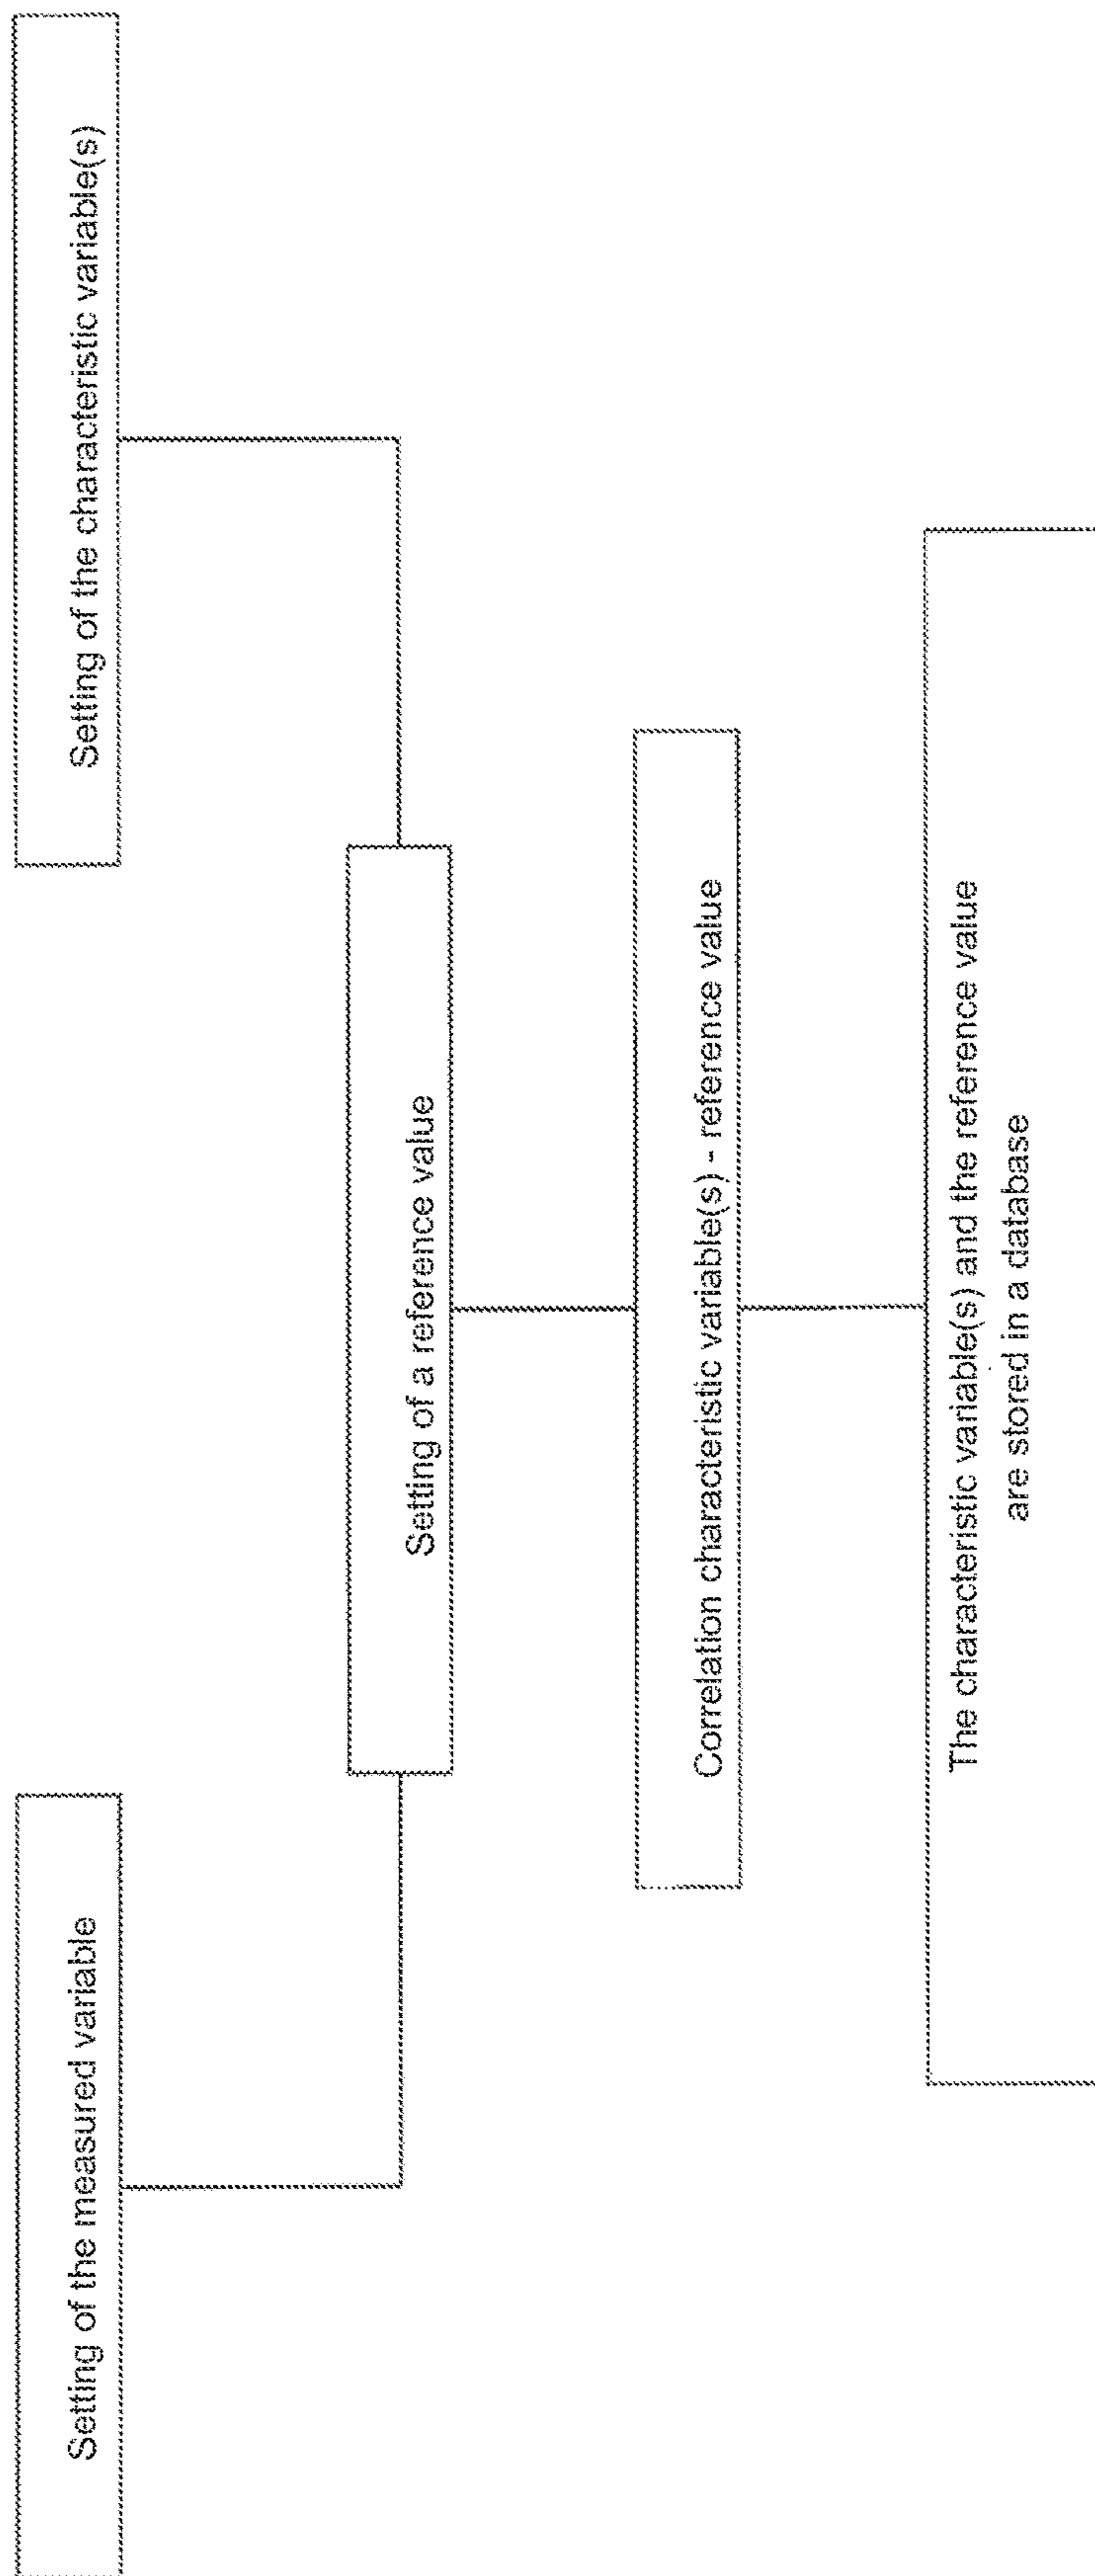 Setting of the measured variable
Setting of the characteristic variable(s)
Setting of a reference value
Correlation characteristic variable(s) - reference value
The characteristic variable(s) and the reference value
are stored in a database